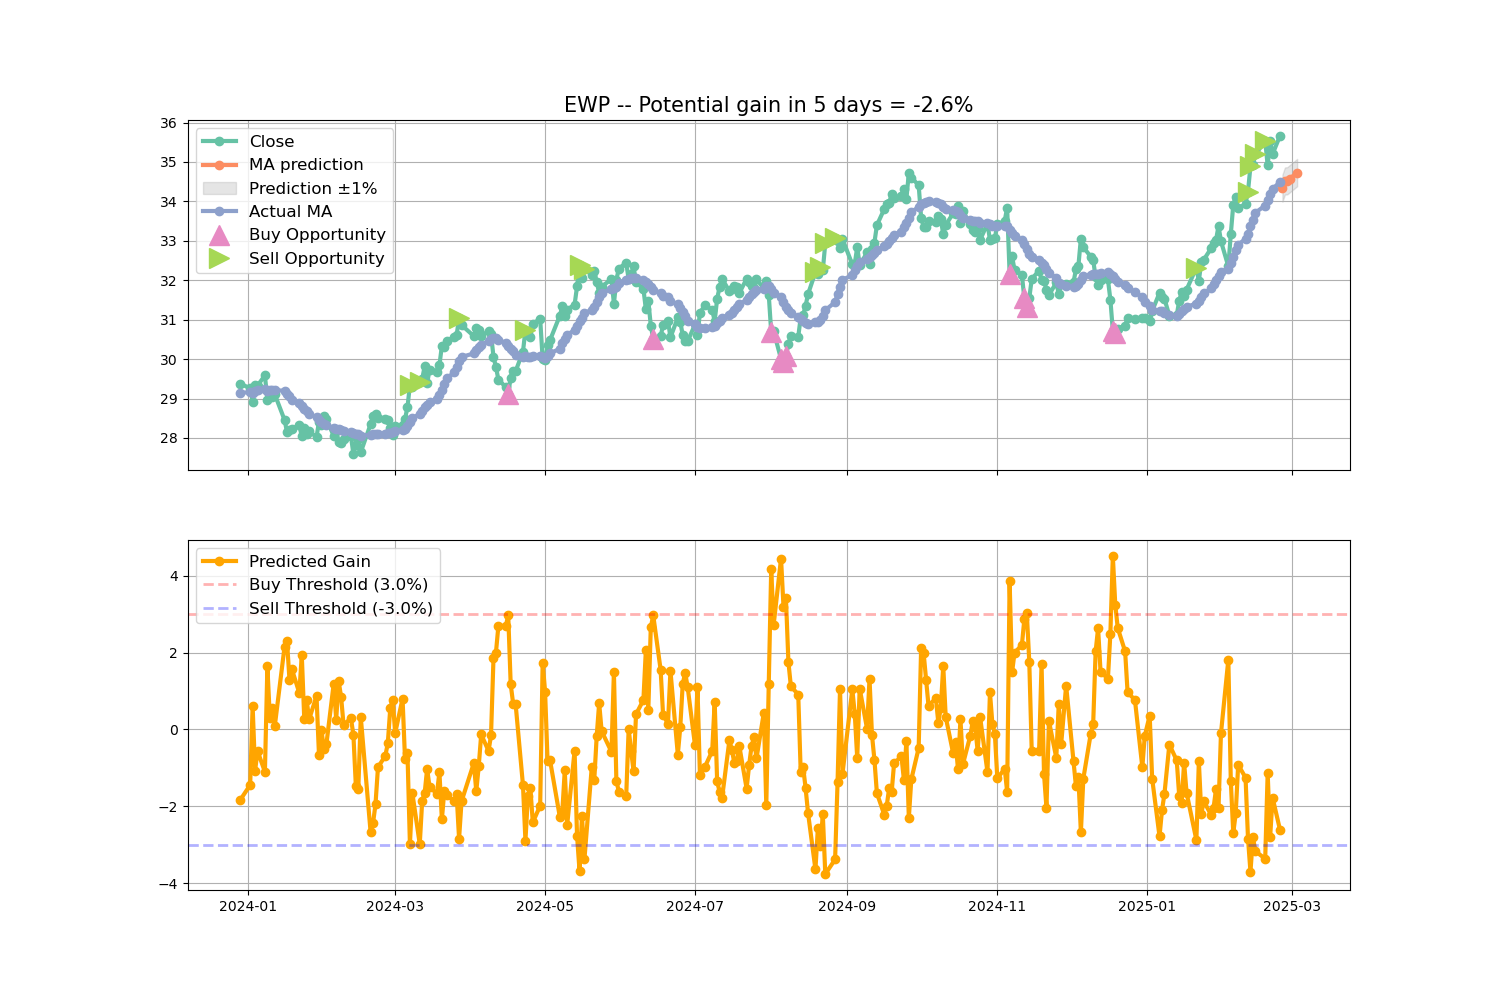 EWP -- Potential gain in 5 days = -2.6%
36
35
34
33
32
31
30
29
28
Close
MA prediction
Prediction ±1%
Actual MA
Buy Opportunity
Sell Opportunity
4
2
0
−2
−4
Predicted Gain
Buy Threshold (3.0%)
Sell Threshold (-3.0%)
2024-01 2024-03 2024-05 2024-07 2024-09 2024-11 2025-01 2025-03